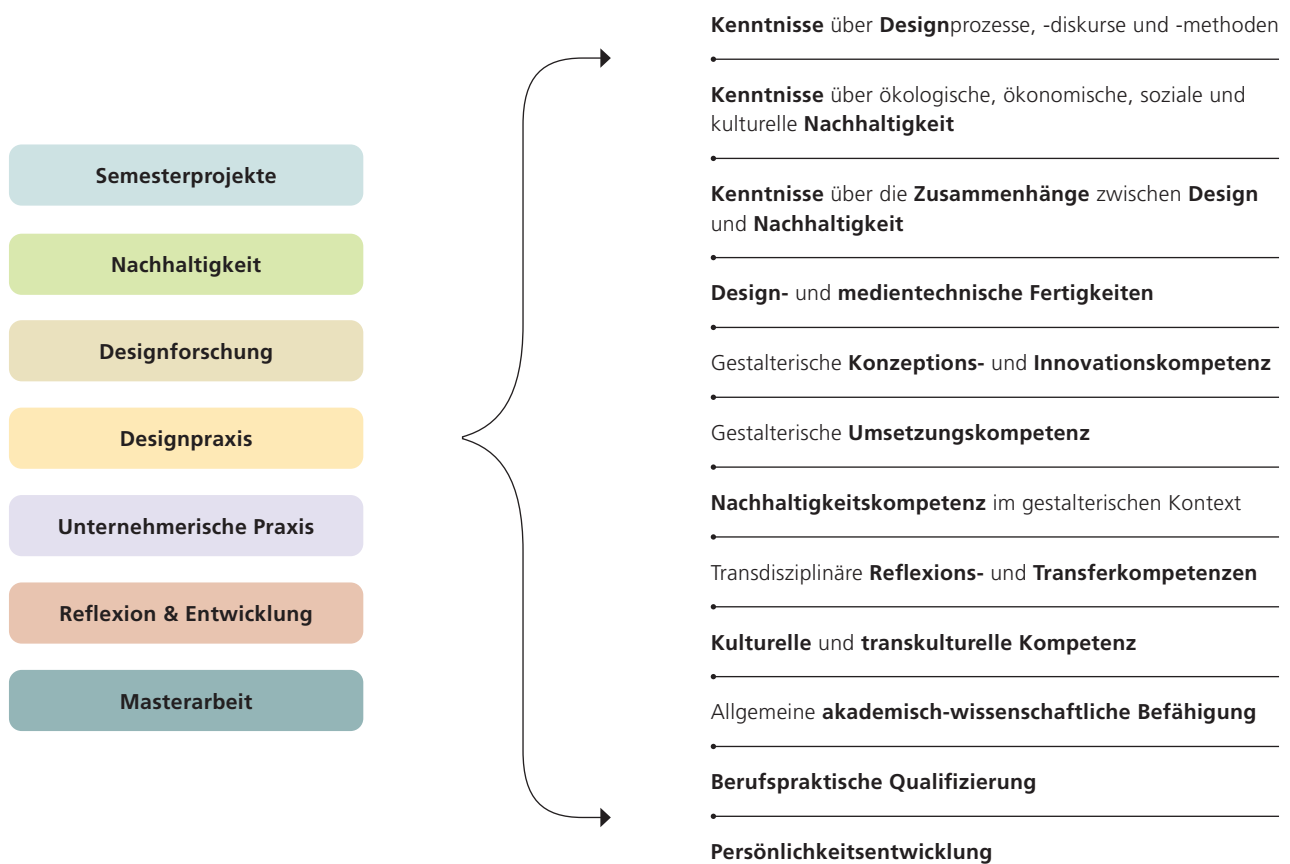 Semesterprojekte
Nachhaltigkeit
Designforschung
Designpraxis
Unternehmerische Praxis
Reflexion & Entwicklung
Masterarbeit
Kenntnisse über Designprozesse, -diskurse und -methoden
Kenntnisse über ökologische, ökonomische, soziale und
kulturelle Nachhaltigkeit
Kenntnisse über die Zusammenhänge zwischen Design
und Nachhaltigkeit
Design- und medientechnische Fertigkeiten
Gestalterische Konzeptions- und Innovationskompetenz
Gestalterische Umsetzungskompetenz
Nachhaltigkeitskompetenz im gestalterischen Kontext
Transdisziplinäre Reflexions- und Transferkompetenzen
Kulturelle und transkulturelle Kompetenz
Allgemeine akademisch-wissenschaftliche Befähigung
Berufspraktische Qualifizierung
Persönlichkeitsentwicklung